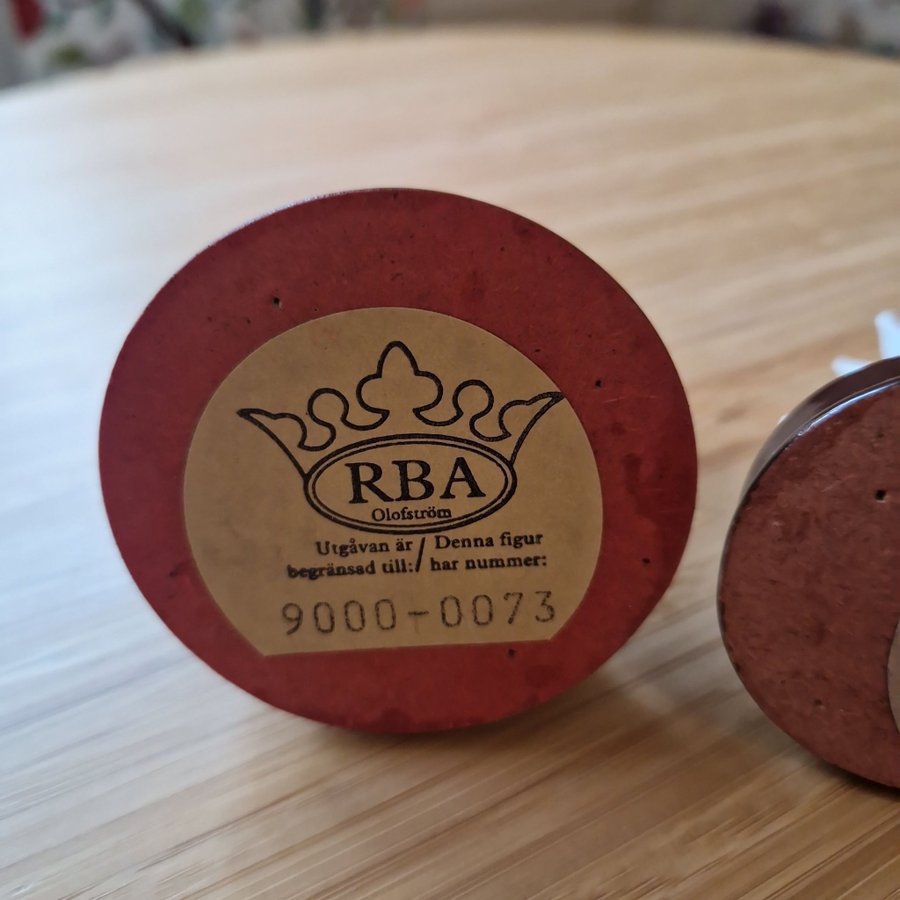 RBA
Olofström
Utgåvan är / Denna figur
begränsad till: / har nummer:
9000-0073